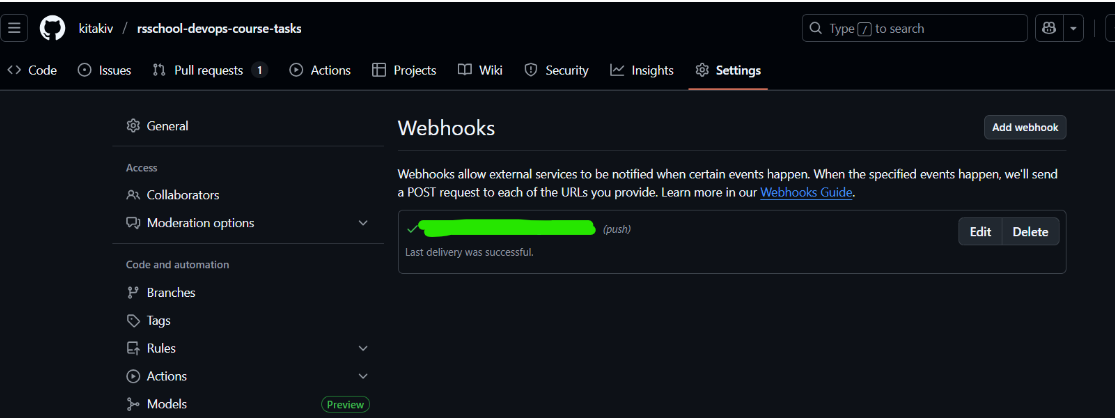 kitakiv / rsschool-devops-course-tasks
Type / to search
Code
Issues
Pull requests 1
Actions
Projects
Wiki
Security
Insights
Settings
General
Access
Collaborators
Moderation options
Code and automation
Branches
Tags
Rules
Actions
Models Preview
Webhooks
Add webhook
Webhooks allow external services to be notified when certain events happen. When the specified events happen, we'll send
a POST request to each of the URLs you provide. Learn more in our Webhooks Guide.
(push)
Edit
Delete
Last delivery was successful.